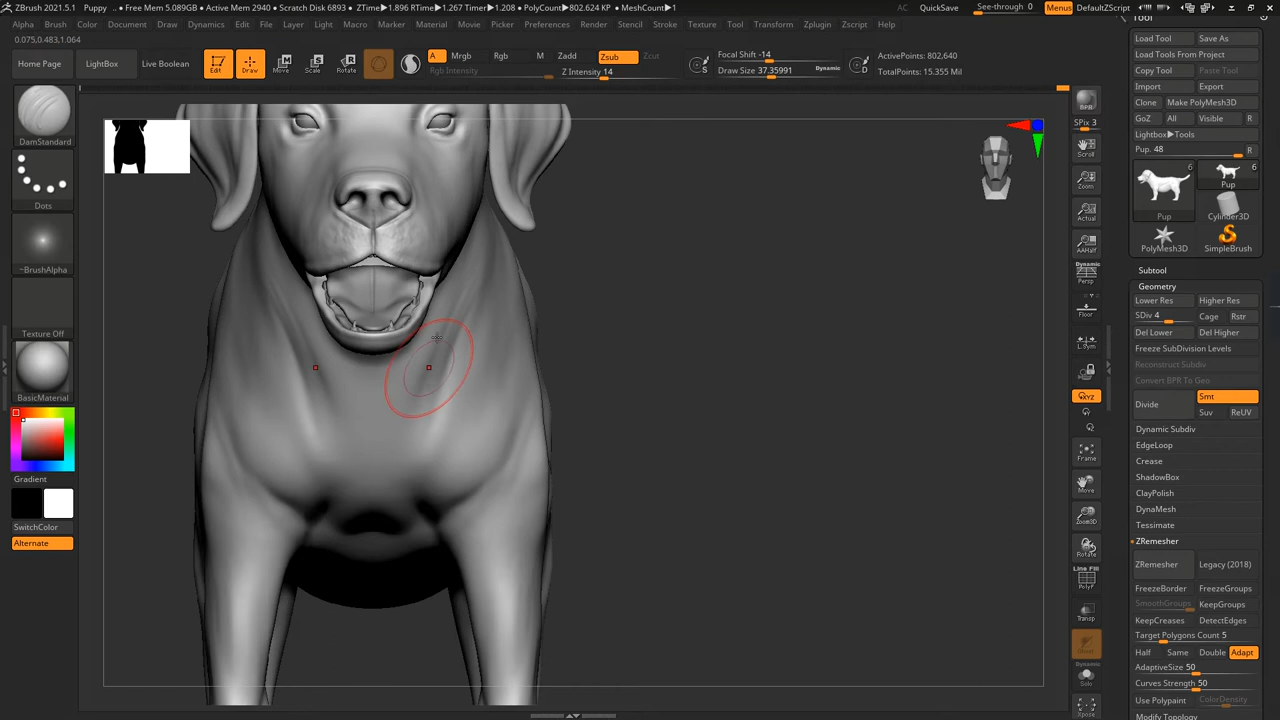 ZBrush 2021.5.1 Puppy • Free Mem 5.089GB • Active Mem 2940 • Scratch Disk 6893 • ZTime▶1.896 RTime▶1.267 Timer▶1.208 • PolyCount▶802.624 KP • MeshCount▶1
AC QuickSave See-through 0 Menus DefaultZScript
Alpha Brush Color Document Draw Dynamics Edit File Layer Light Macro Marker Material Movie Picker Preferences Render Stencil Stroke Texture Tool Transform Zplugin Zscript Help
0.075,0.483,1.064
Home Page
LightBox
Live Boolean
Edit
Draw
Move
Scale
Rotate
A
Mrgb
Rgb
M
Zadd
Zsub
Zcut
Rgb Intensity
Z Intensity 14
S
Focal Shift -14
Draw Size 37.35991
Dynamic
D
ActivePoints: 802,640
TotalPoints: 15.355 Mil
DamStandard
Dots
~BrushAlpha
Texture Off
BasicMaterial
Gradient
SwitchColor
Alternate
BPR
SPix 3
Scroll
Zoom
Actual
AAHalf
Dynamic
Persp
Floor
L.Sym
XYZ
Frame
Move
Zoom3D
Rotate
Line Fill
PolyF
Transp
Dynamic
Solo
Xpose
Tool
Load Tool Save As
Load Tools From Project
Copy Tool Paste Tool
Import Export
Clone Make PolyMesh3D
GoZ All Visible R
Lightbox▶Tools
Pup. 48 R
6
Pup
6
Pup
Cylinder3D
PolyMesh3D
SimpleBrush
Subtool
Geometry
Lower Res Higher Res
SDiv 4 Cage Rstr
Del Lower Del Higher
Freeze SubDivision Levels
Reconstruct Subdiv
Convert BPR To Geo
Divide
Smt
Suv ReUV
Dynamic Subdiv
EdgeLoop
Crease
ShadowBox
ClayPolish
DynaMesh
Tessimate
ZRemesher
ZRemesher Legacy (2018)
FreezeBorder FreezeGroups
SmoothGroups KeepGroups
KeepCreases DetectEdges
Target Polygons Count 5
Half Same Double Adapt
AdaptiveSize 50
Curves Strength 50
Use Polypaint ColorDensity
Modify Topology